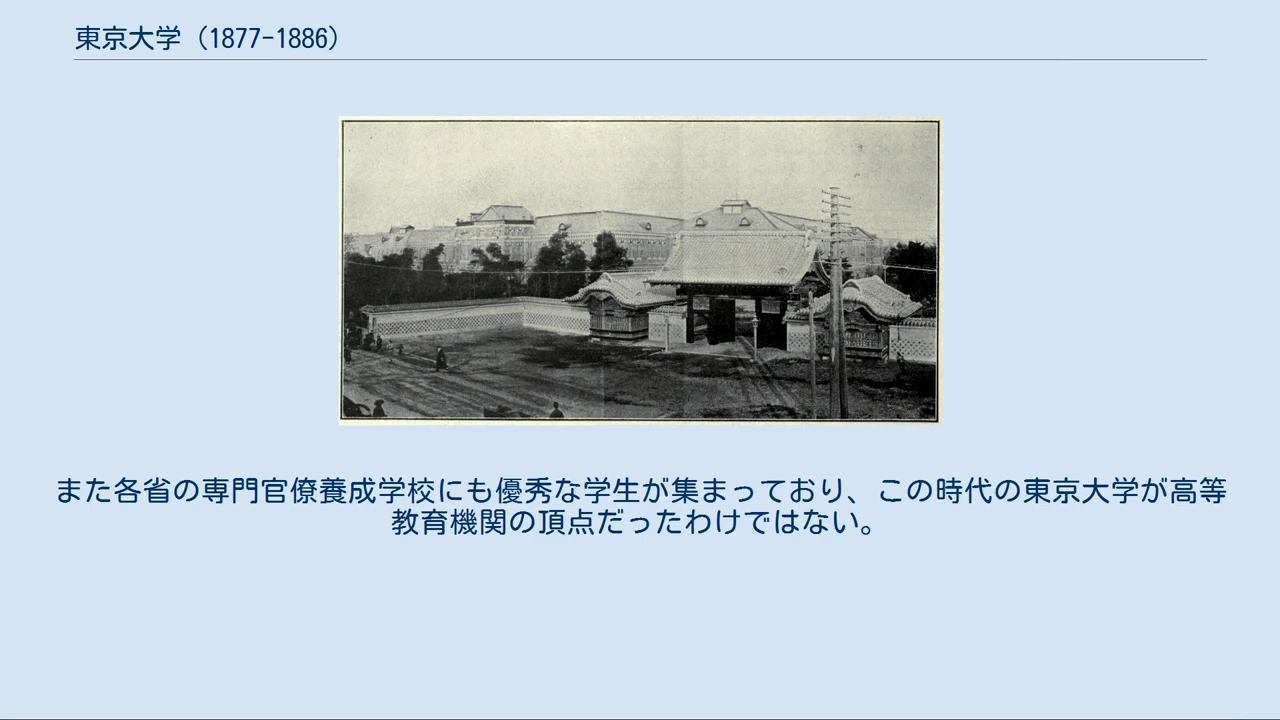 東京大学（1877-1886）
また各省の専門官僚養成学校にも優秀な学生が集まっており、この時代の東京大学が高等
教育機関の頂点だったわけではない。